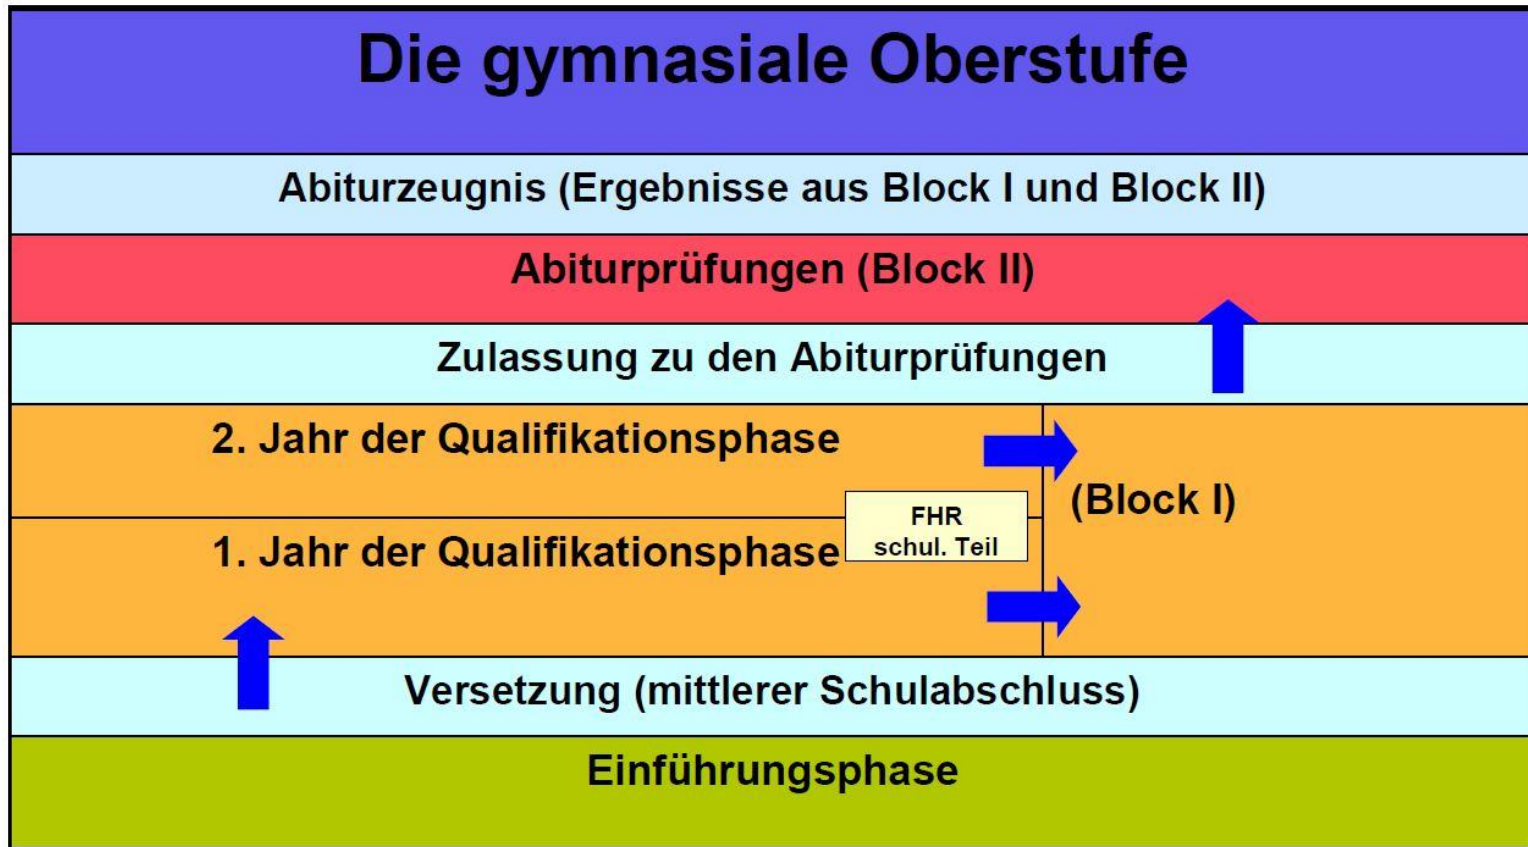 Die gymnasiale Oberstufe
Abiturzeugnis (Ergebnisse aus Block I und Block II)
Abiturprüfungen (Block II)
Zulassung zu den Abiturprüfungen
2. Jahr der Qualifikationsphase
(Block I)
FHR
schul. Teil
1. Jahr der Qualifikationsphase
Versetzung (mittlerer Schulabschluss)
Einführungsphase